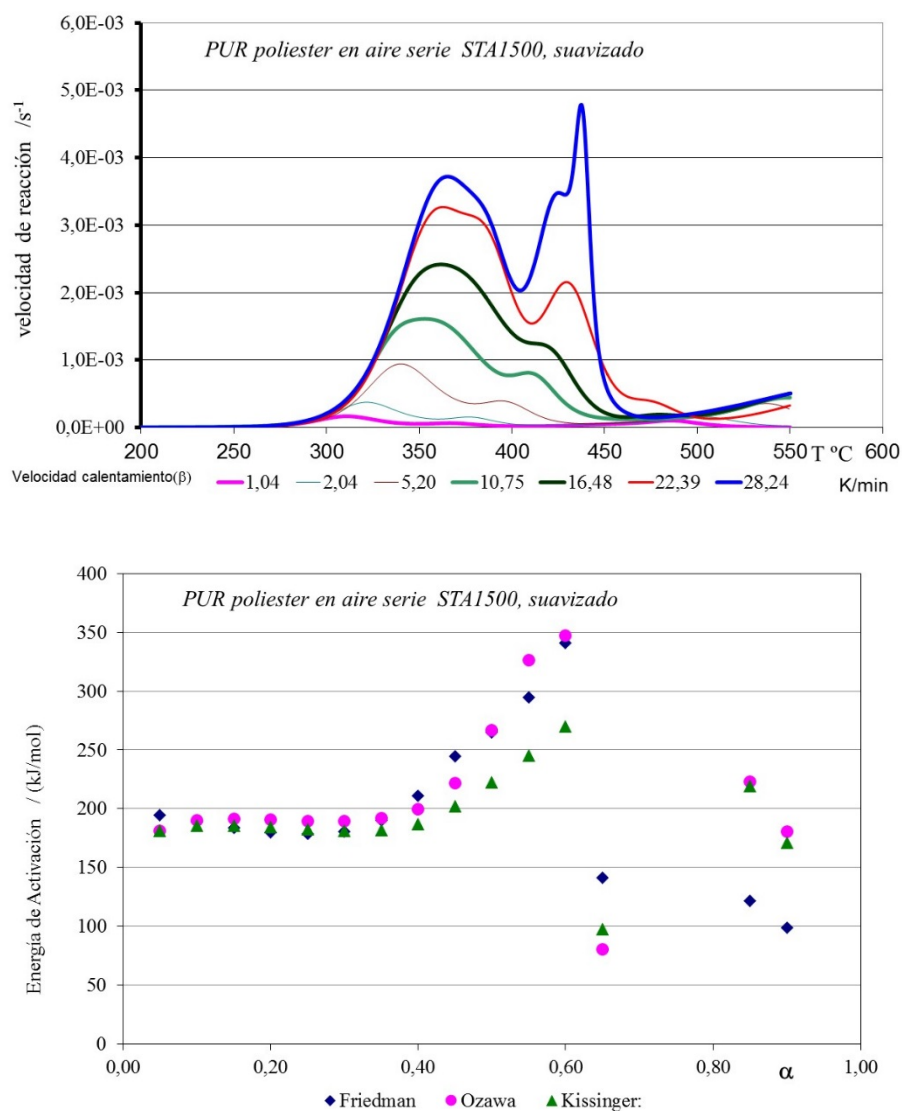 6,0E-03
PUR poliester en aire serie STA1500, suavizado
5,0E-03
4,0E-03
3,0E-03
2,0E-03
1,0E-03
0,0E+00
velocidad de reacción /s⁻¹
200 250 300 350 400 450 500 550 T ºC 600
Velocidad calentamiento(β) 1,04 2,04 5,20 10,75 16,48 22,39 28,24 K/min
400
PUR poliester en aire serie STA1500, suavizado
350
300
250
200
150
100
50
0
Energía de Activación / (kJ/mol)
0,00 0,20 0,40 0,60 0,80 α 1,00
Friedman Ozawa Kissinger: